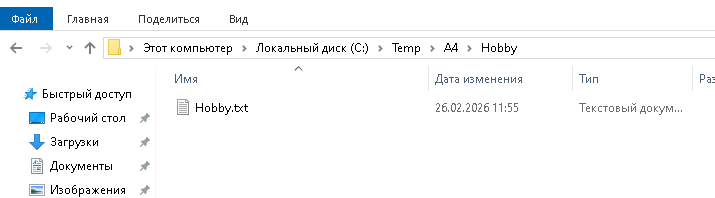 Файл Главная Поделиться Вид
Этот компьютер Локальный диск (C:) Temp A4 Hobby
Имя Дата изменения Тип Раз
Быстрый доступ
Hobby.txt 26.02.2026 11:55 Текстовый докум...
Рабочий стол
Загрузки
Документы
Изображения